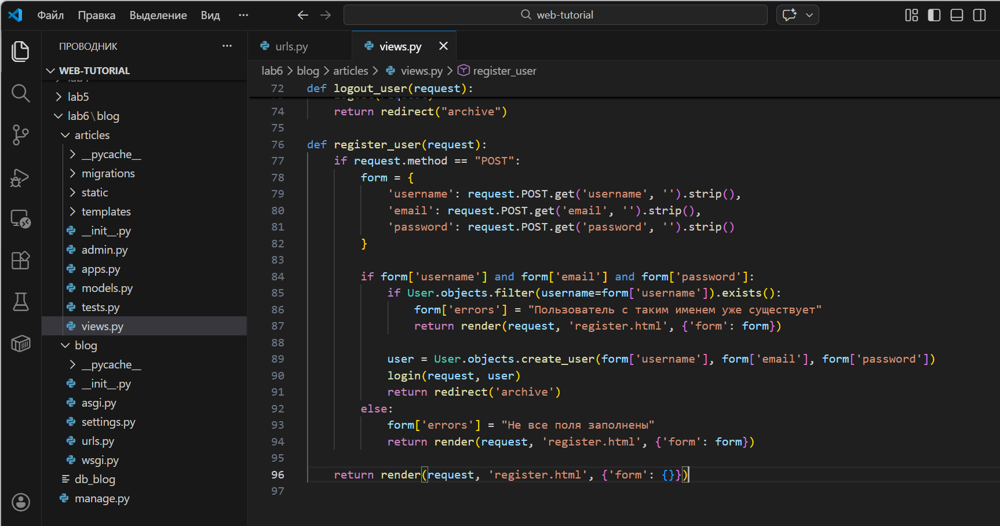 Файл Правка Выделение Вид ··· web-tutorial
ПРОВОДНИК ···
WEB-TUTORIAL
lab5
lab6\blog
articles
__pycache__
migrations
static
templates
__init__.py
admin.py
apps.py
models.py
tests.py
views.py
blog
__pycache__
__init__.py
asgi.py
settings.py
urls.py
wsgi.py
db_blog
manage.py
urls.py views.py
lab6 > blog > articles > views.py > register_user
72 def logout_user(request):
74 return redirect("archive")
75
76 def register_user(request):
77 if request.method == "POST":
78 form = {
79 'username': request.POST.get('username', '').strip(),
80 'email': request.POST.get('email', '').strip(),
81 'password': request.POST.get('password', '').strip()
82 }
83
84 if form['username'] and form['email'] and form['password']:
85 if User.objects.filter(username=form['username']).exists():
86 form['errors'] = "Пользователь с таким именем уже существует"
87 return render(request, 'register.html', {'form': form})
88
89 user = User.objects.create_user(form['username'], form['email'], form['password'])
90 login(request, user)
91 return redirect('archive')
92 else:
93 form['errors'] = "Не все поля заполнены"
94 return render(request, 'register.html', {'form': form})
95
96 return render(request, 'register.html', {'form': {}})
97